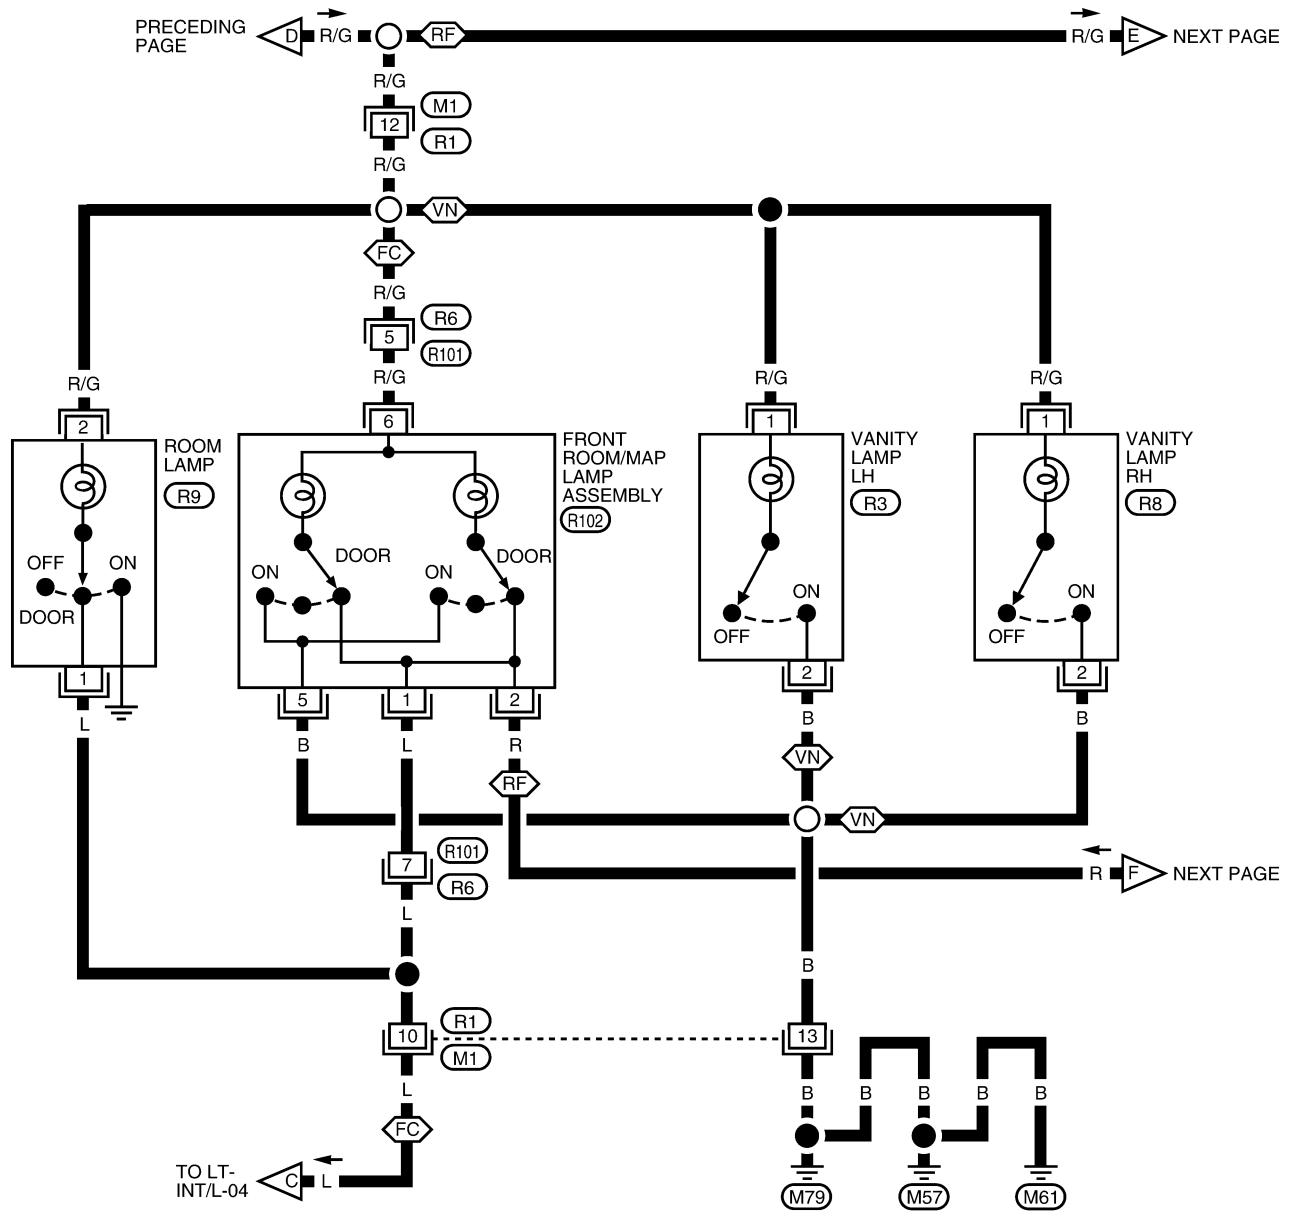 PRECEDING
PAGE
D
R/G
RF
R/G
E
NEXT PAGE
R/G
M1
12
R1
R/G
VN
FC
R/G
R6
5
R101
R/G
R/G
R/G
R/G
2
6
1
1
ROOM
LAMP
R9
FRONT
ROOM/MAP
LAMP
ASSEMBLY
R102
VANITY
LAMP
LH
R3
VANITY
LAMP
RH
R8
OFF
ON
DOOR
ON
DOOR
ON
DOOR
ON
OFF
ON
OFF
1
5
1
2
2
2
L
B
L
R
B
B
RF
VN
VN
R101
7
R6
R
F
NEXT PAGE
L
B
R1
10
M1
13
L
B
B
B
B
B
FC
TO LT-
INT/L-04
C
L
M79
M57
M61